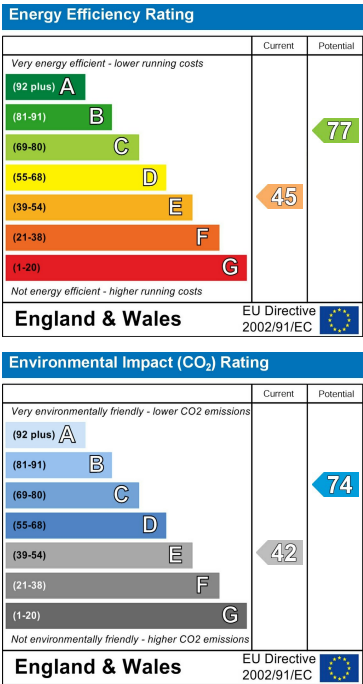 Energy Efficiency Rating
Current Potential
Very energy efficient - lower running costs
(92 plus) A
(81-91) B
(69-80) C
(55-68) D
(39-54) E
(21-38) F
(1-20) G
77
45
Not energy efficient - higher running costs
England & Wales
EU Directive
2002/91/EC
Environmental Impact (CO₂) Rating
Current Potential
Very environmentally friendly - lower CO2 emissions
(92 plus) A
(81-91) B
(69-80) C
(55-68) D
(39-54) E
(21-38) F
(1-20) G
74
42
Not environmentally friendly - higher CO2 emissions
England & Wales
EU Directive
2002/91/EC